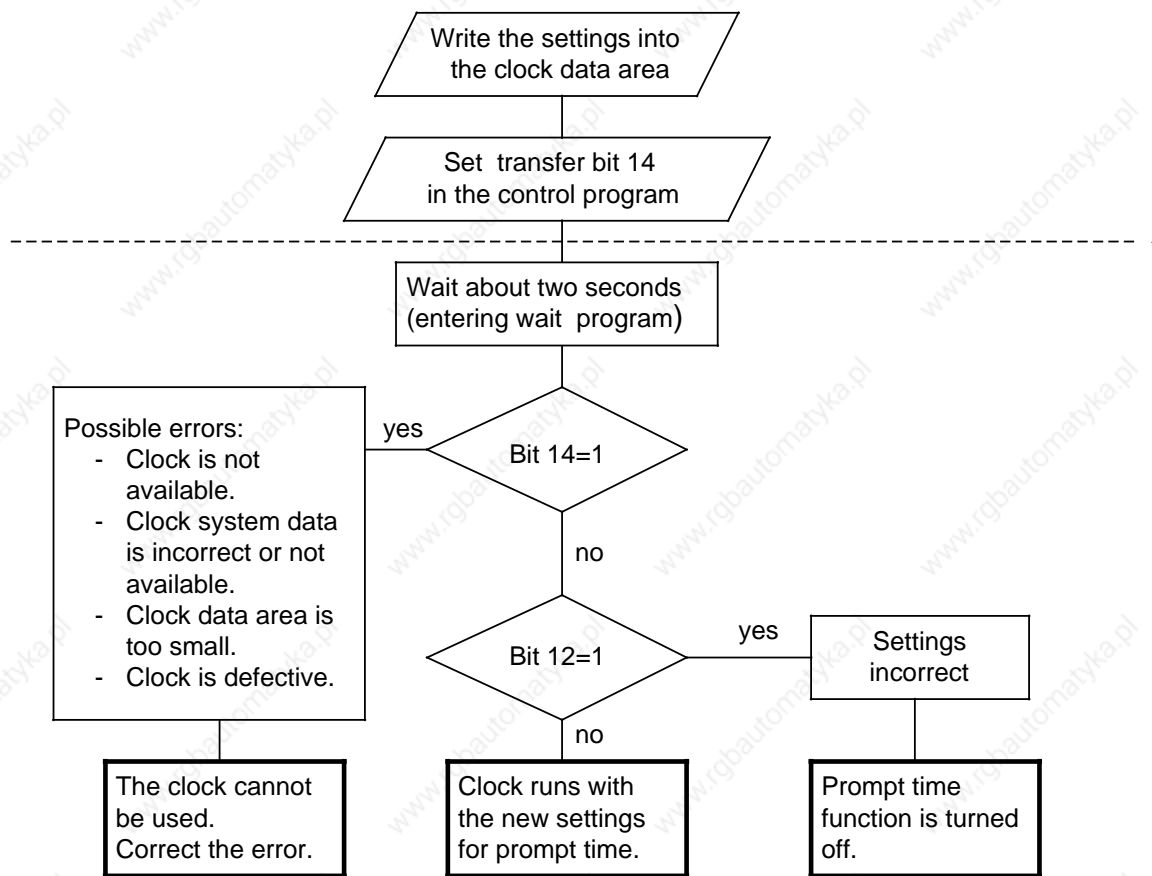 Write the settings into
the clock data area
Set transfer bit 14
in the control program
Wait about two seconds
(entering wait program)
Bit 14=1
yes
Possible errors:
- Clock is not
available.
- Clock system data
is incorrect or not
available.
- Clock data area is
too small.
- Clock is defective.
no
Bit 12=1
yes
Settings
incorrect
no
The clock cannot
be used.
Correct the error.
Clock runs with
the new settings
for prompt time.
Prompt time
function is turned
off.
www.rgbautomatyka.pl